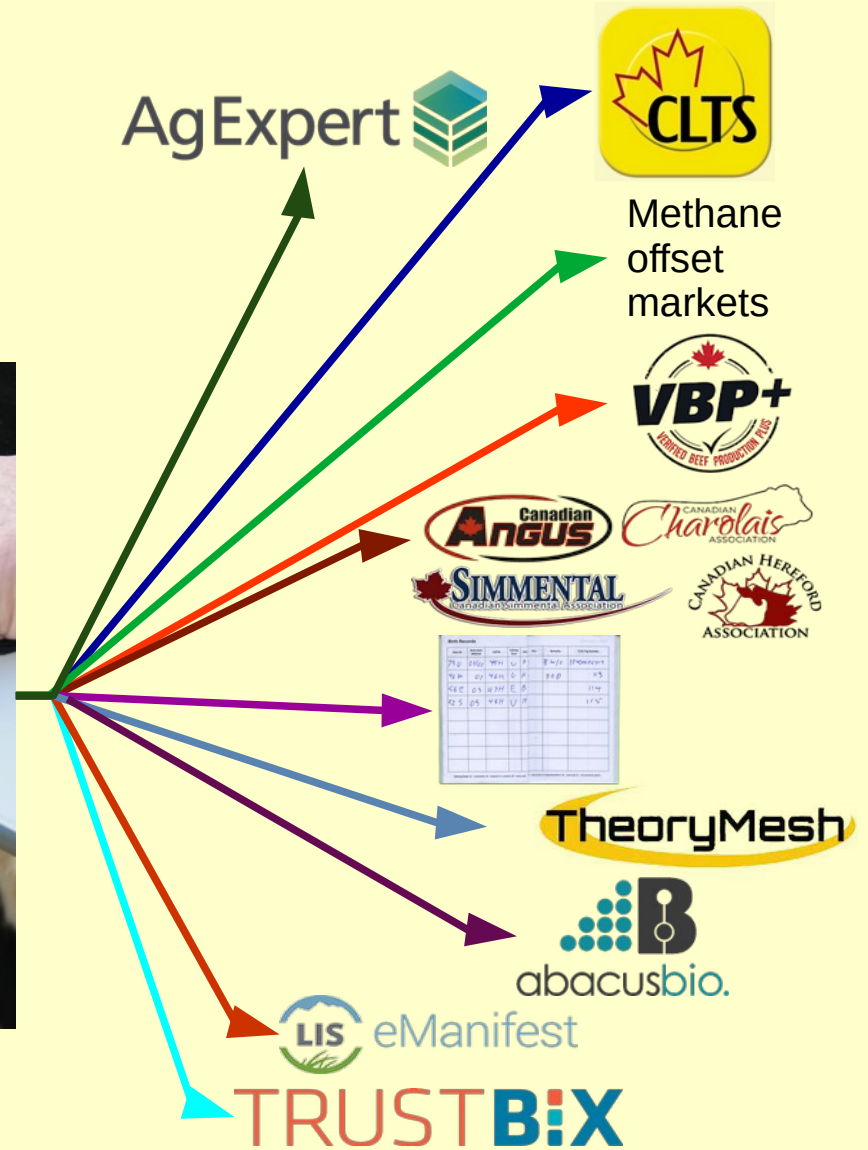 AgExpert
CLTS
Methane
offset
markets
VBP+
VERIFIED BEEF PRODUCTION PLUS
Canadian
ANGUS
CANADIAN
Charolais
ASSOCIATION
SIMMENTAL
Canadian Simmental Association
CANADIAN HEREFORD
ASSOCIATION
Birth Records
TheoryMesh
B
abacusbio.
LIS eManifest
TRUSTBIX